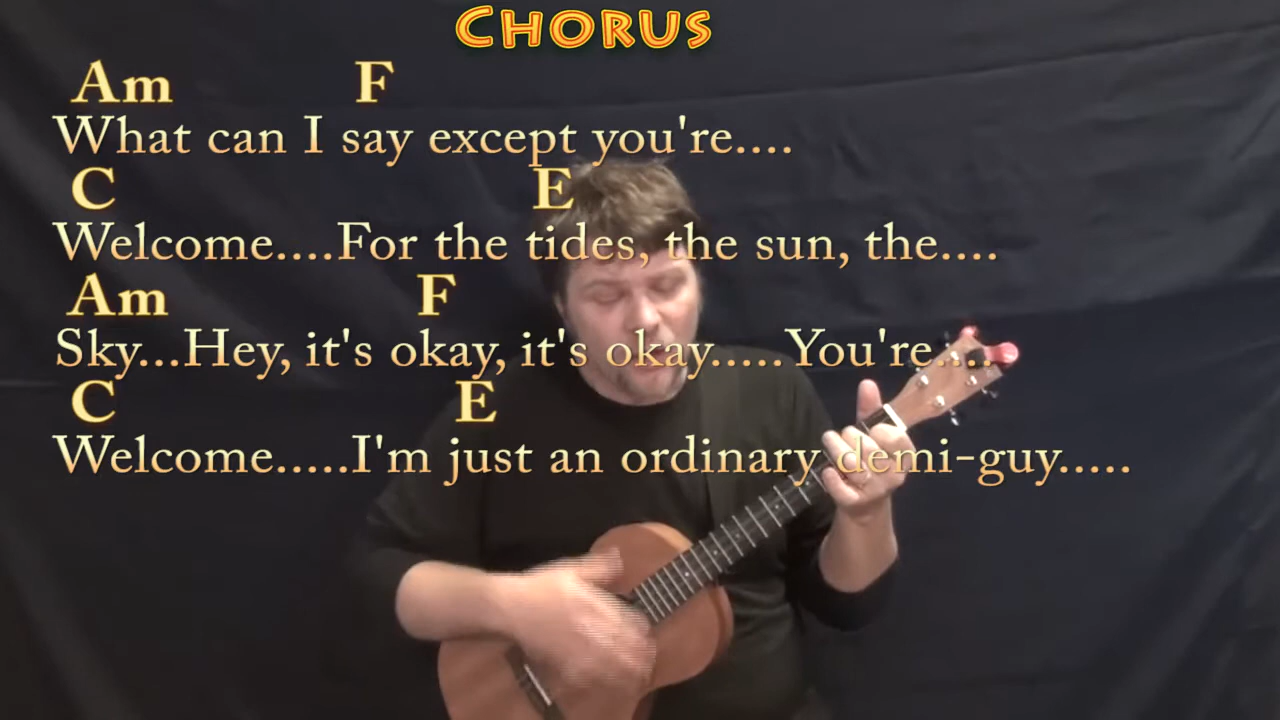 CHORUS
Am F
What can I say except you're....
C E
Welcome....For the tides, the sun, the....
Am F
Sky...Hey, it's okay, it's okay.....You're....
C E
Welcome.....I'm just an ordinary demi-guy.....